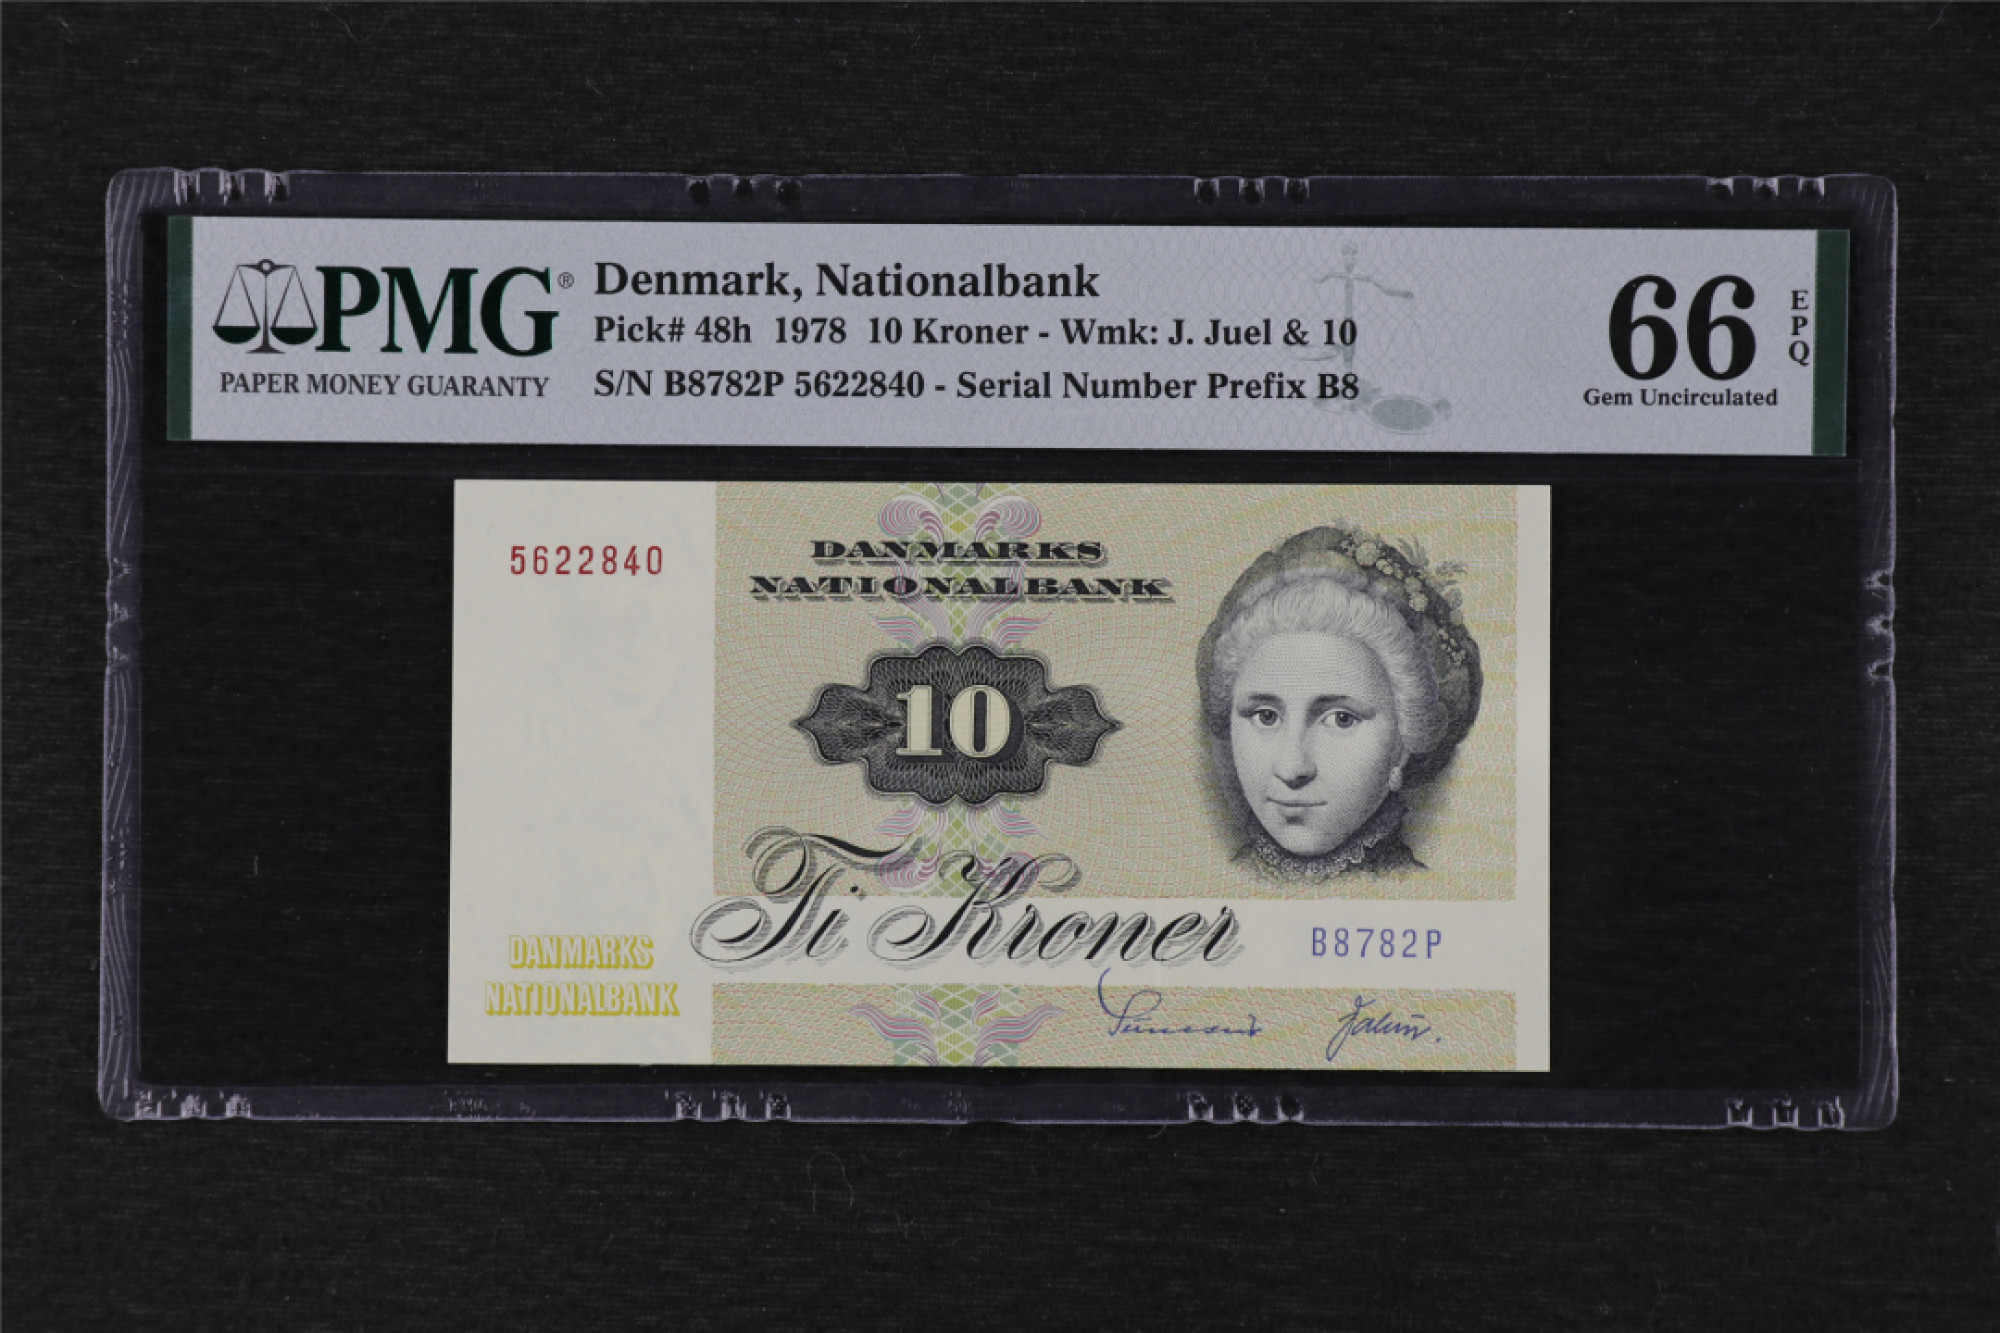 PMG®
PAPER MONEY GUARANTY
Denmark, Nationalbank
Pick# 48h 1978 10 Kroner - Wmk: J. Juel & 10
S/N B8782P 5622840 - Serial Number Prefix B8
66
EPQ
Gem Uncirculated
5622840
DANMARKS
NATIONALBANK
10
Ti Kroner
B8782P
DANMARKS
NATIONALBANK